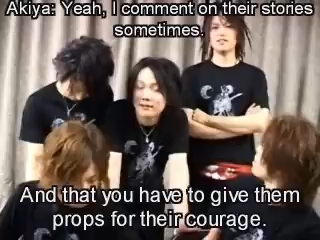 Akiya: Yeah, I comment on their stories
sometimes.
And that you have to give them
props for their courage.